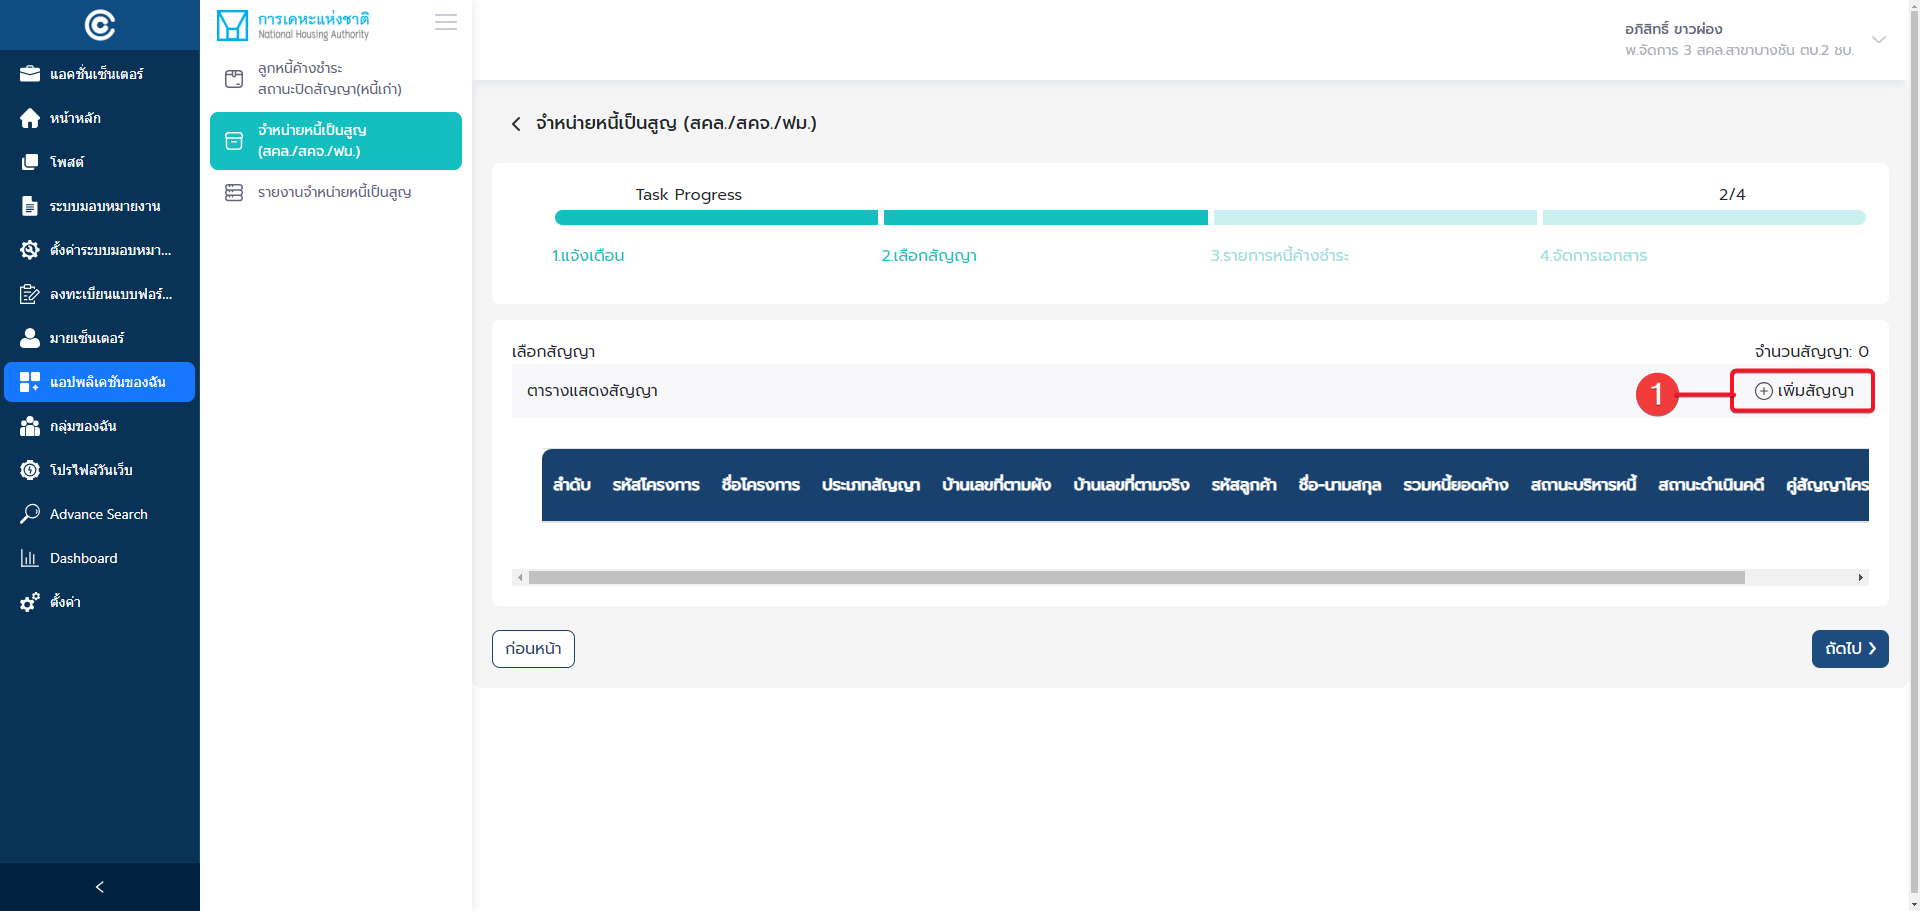 แอคชั่นเซ็นเตอร์
หน้าหลัก
โพสต์
ระบบมอบหมายงาน
ตั้งค่าระบบมอบหมา...
ลงทะเบียนแบบฟอร์...
มายเซ็นเตอร์
แอปพลิเคชันของฉัน
กลุ่มของฉัน
โปรไฟล์วันเว็บ
Advance Search
Dashboard
ตั้งค่า
การเคหะแห่งชาติ
National Housing Authority
ลูกหนี้ค้างชำระ
สถานะปิดสัญญา(หนี้เก่า)
จำหน่ายหนี้เป็นสูญ
(สคล./สคจ./ฟม.)
รายงานจำหน่ายหนี้เป็นสูญ
อภิสิทธิ์ ขาวผ่อง
พ.จัดการ 3 สคล.สาขาบางชัน ตบ.2 ชบ.
จำหน่ายหนี้เป็นสูญ (สคล./สคจ./ฟม.)
Task Progress
2/4
1.แจ้งเตือน
2.เลือกสัญญา
3.รายการหนี้ค้างชำระ
4.จัดการเอกสาร
เลือกสัญญา
จำนวนสัญญา: 0
ตารางแสดงสัญญา
1
เพิ่มสัญญา
ลำดับ รหัสโครงการ ชื่อโครงการ ประเภทสัญญา บ้านเลขที่ตามผัง บ้านเลขที่ตามจริง รหัสลูกค้า ชื่อ-นามสกุล รวมหนี้ยอดค้าง สถานะบริหารหนี้ สถานะดำเนินคดี คู่สัญญาโคร
ก่อนหน้า
ถัดไป